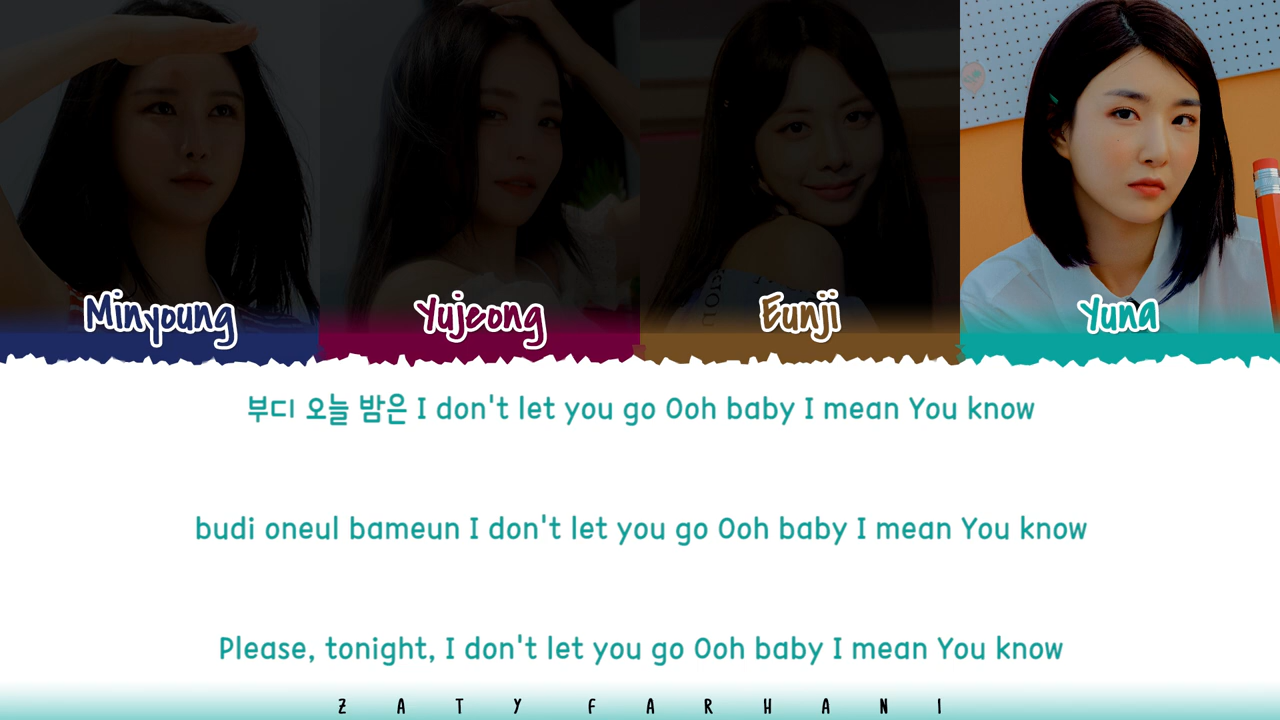 Minyoung
Yujeong
Eunji
Yuna
부디 오늘 밤은 I don't let you go Ooh baby I mean You know
budi oneul bameun I don't let you go Ooh baby I mean You know
Please, tonight, I don't let you go Ooh baby I mean You know
ZATY FARHANI